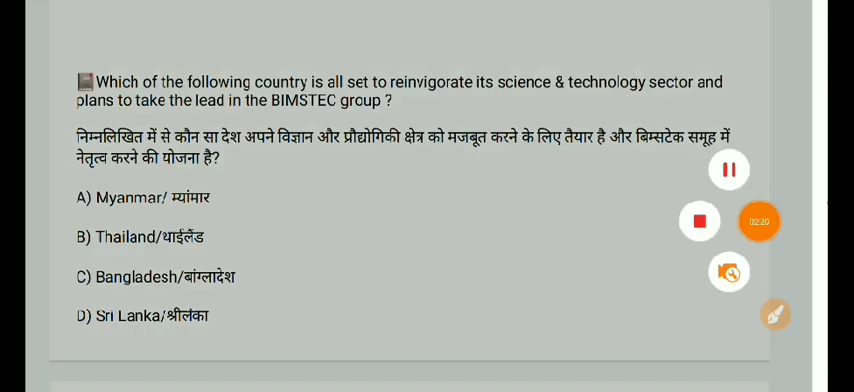 Which of the following country is all set to reinvigorate its science & technology sector and
plans to take the lead in the BIMSTEC group ?
निम्नलिखित में से कौन सा देश अपने विज्ञान और प्रौद्योगिकी क्षेत्र को मजबूत करने के लिए तैयार है और बिम्सटेक समूह में
नेतृत्व करने की योजना है?
A) Myanmar/ म्यांमार
B) Thailand/थाईलैंड
02:20
C) Bangladesh/बांग्लादेश
D) Sri Lanka/श्रीलंका